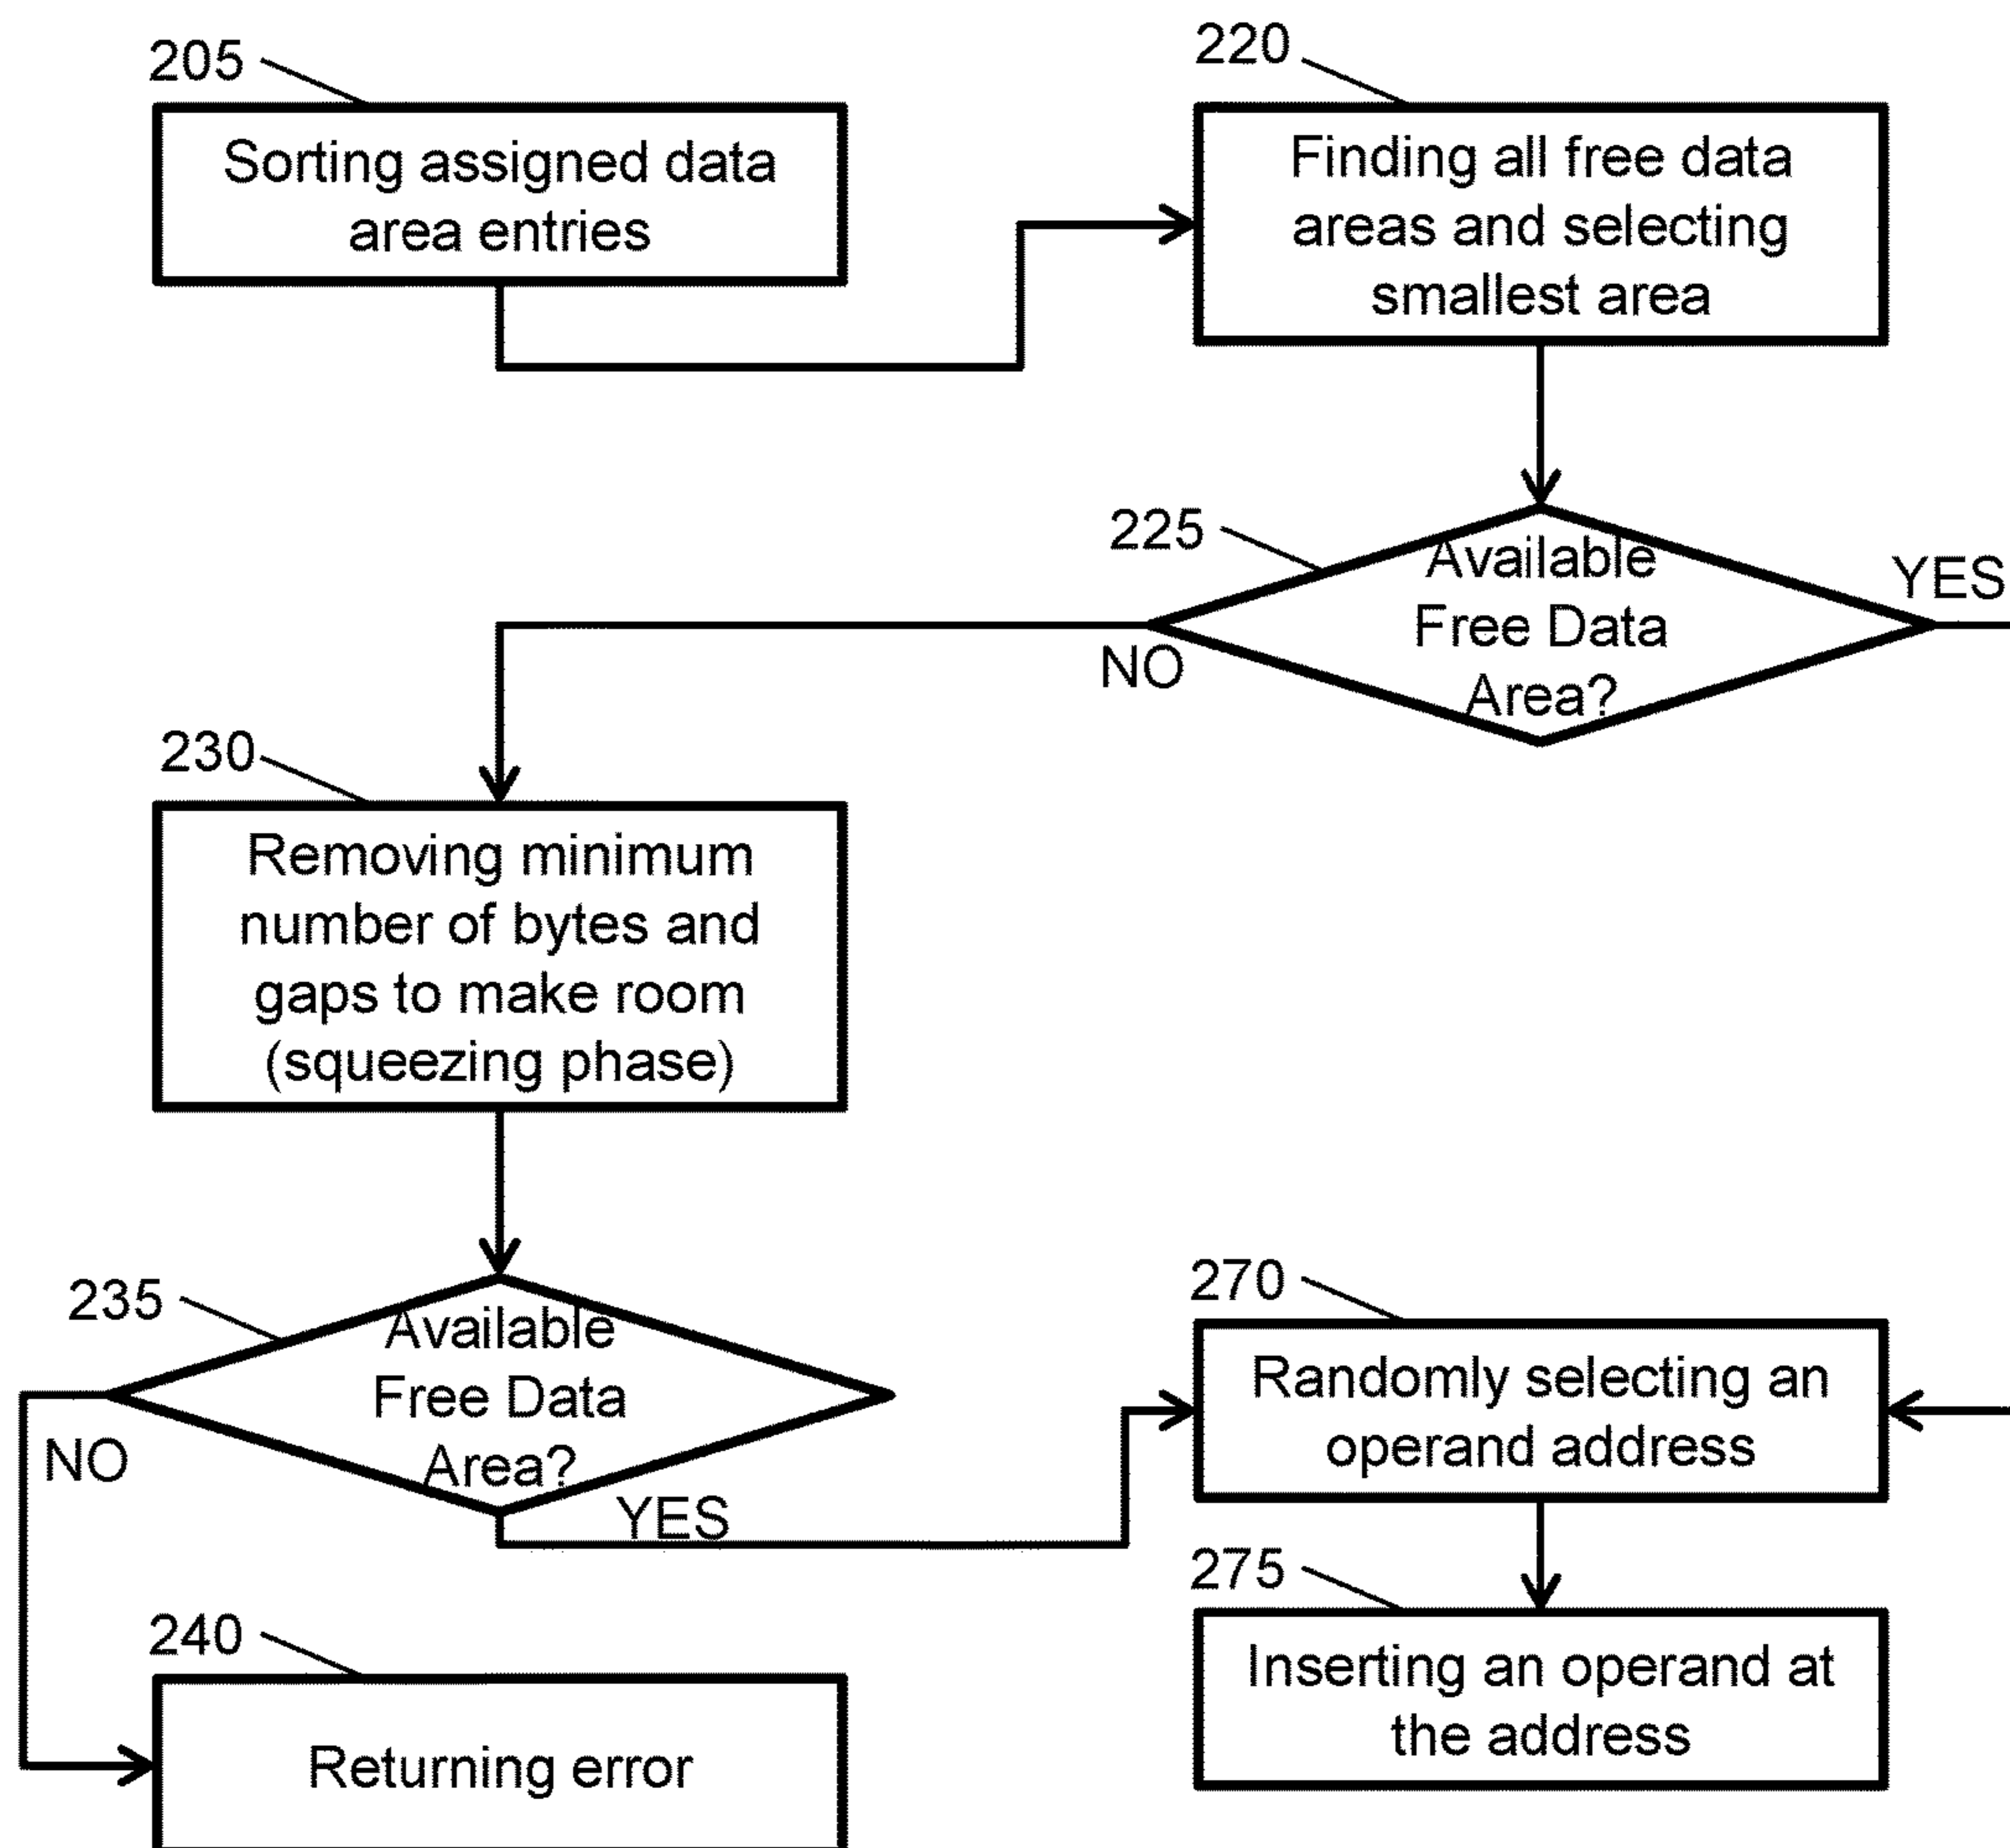 205
Sorting assigned data
area entries
220
Finding all free data
areas and selecting
smallest area
225
Available
Free Data
Area?
YES
NO
230
Removing minimum
number of bytes and
gaps to make room
(squeezing phase)
235
Available
Free Data
Area?
NO
YES
240
Returning error
270
Randomly selecting an
operand address
275
Inserting an operand at
the address